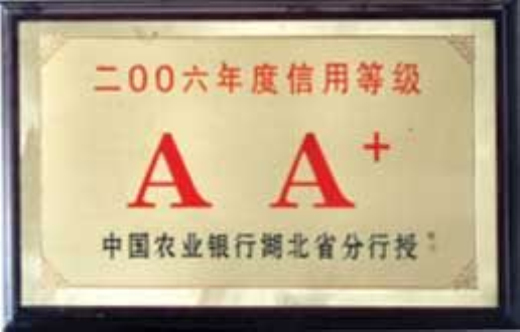 二00六年度信用等级
A A+
中国农业银行湖北省分行授